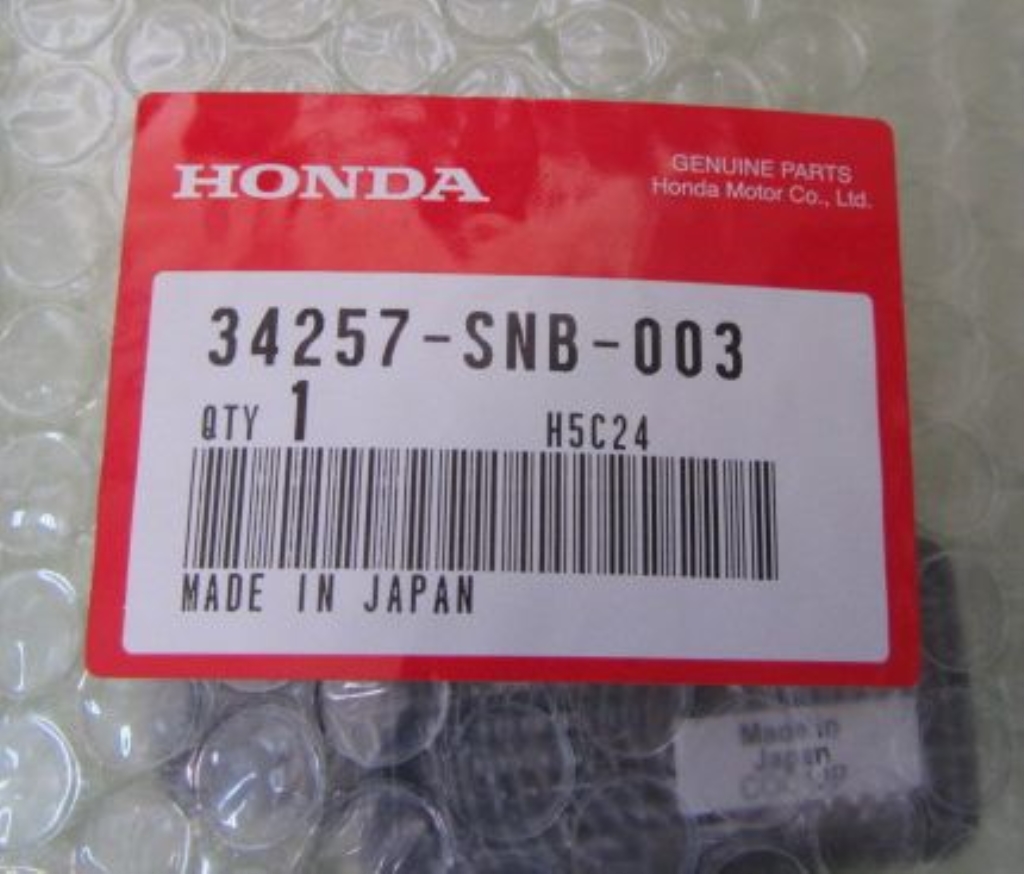 HONDA
GENUINE PARTS
Honda Motor Co., Ltd.
34257-SNB-003
QTY 1 H5C24
MADE IN JAPAN
Made in
Japan